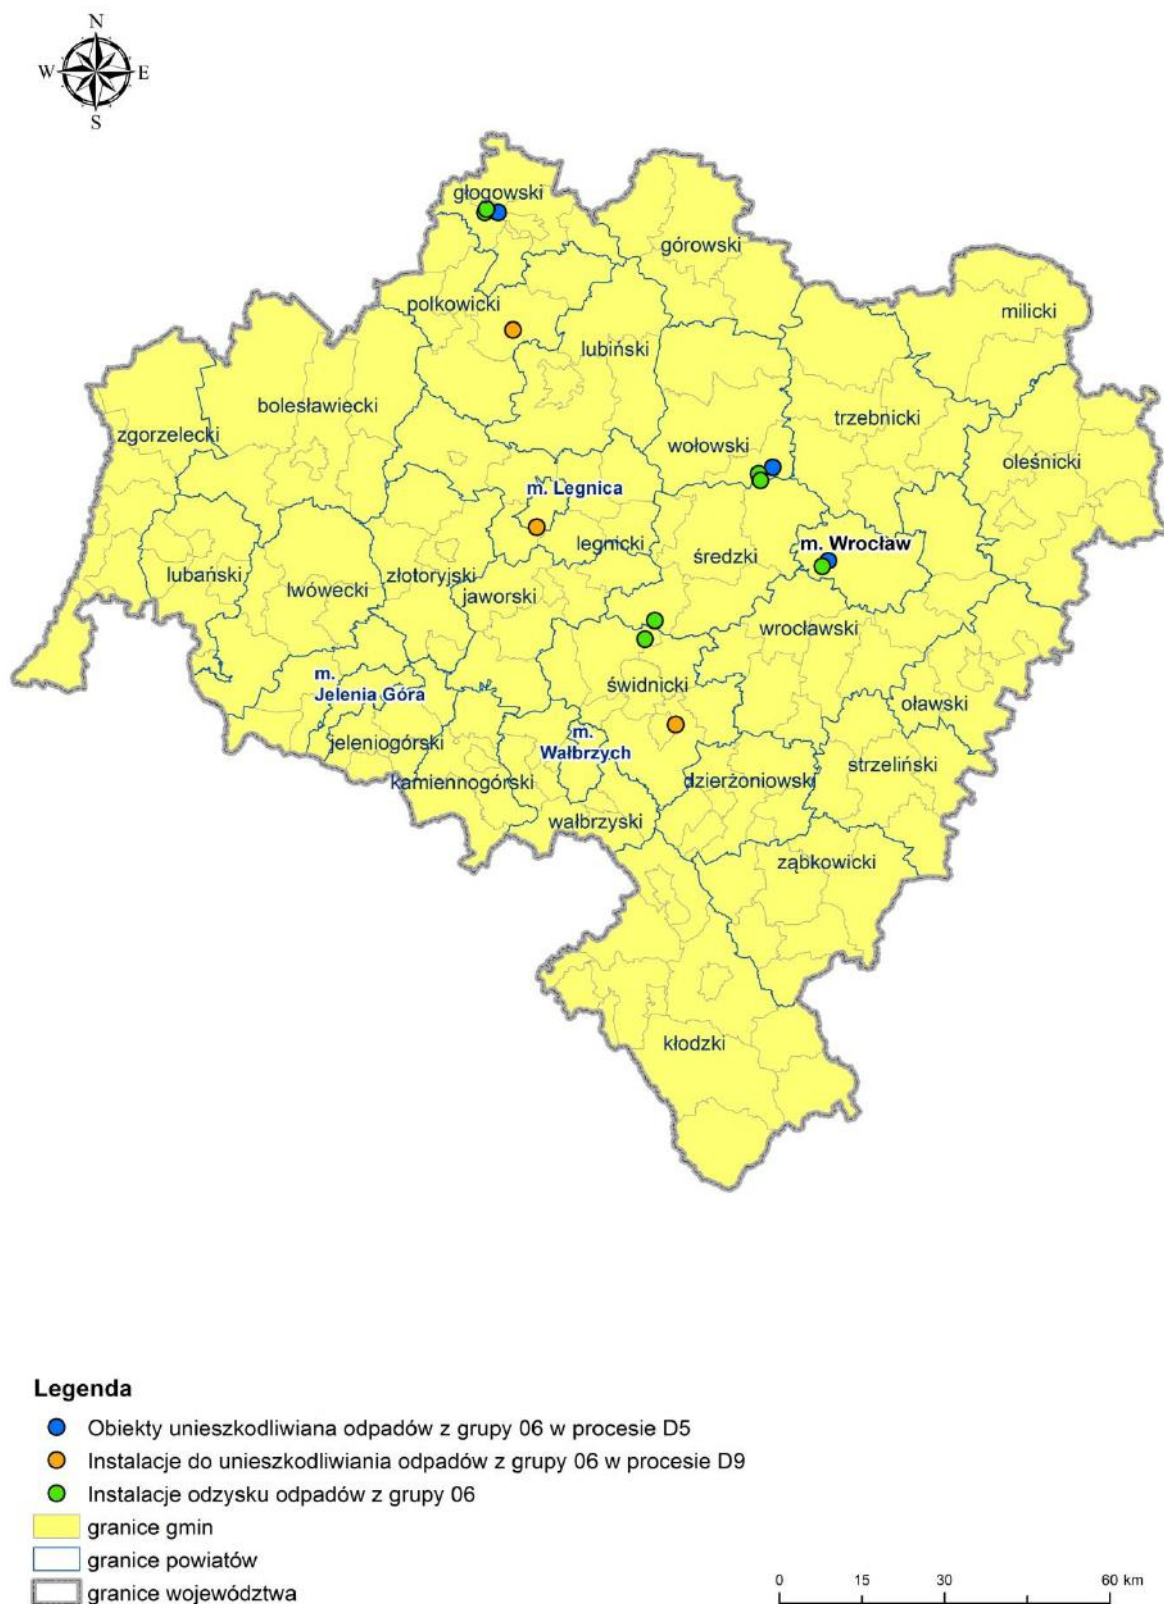 N
W E
S
głogowski
górowski
polkowicki
milicki
lubiński
bolesławiecki
trzebnicki
zgorzelecki
wołowski
oleśnicki
m. Legnica
legnicki
średzki
m. Wrocław
lubański
lwówecki
złotoryjski
jaworski
wrocławski
m.
Jelenia Góra
świdnicki
oławski
jeleniogórski
m.
Wałbrzych
strzeliński
kamiennogórski
dzierżoniowski
wałbrzyski
ząbkowicki
kłodzki
Legenda
Obiekty unieszkodliwiana odpadów z grupy 06 w procesie D5
Instalacje do unieszkodliwiania odpadów z grupy 06 w procesie D9
Instalacje odzysku odpadów z grupy 06
granice gmin
granice powiatów
granice województwa
0 15 30 60 km